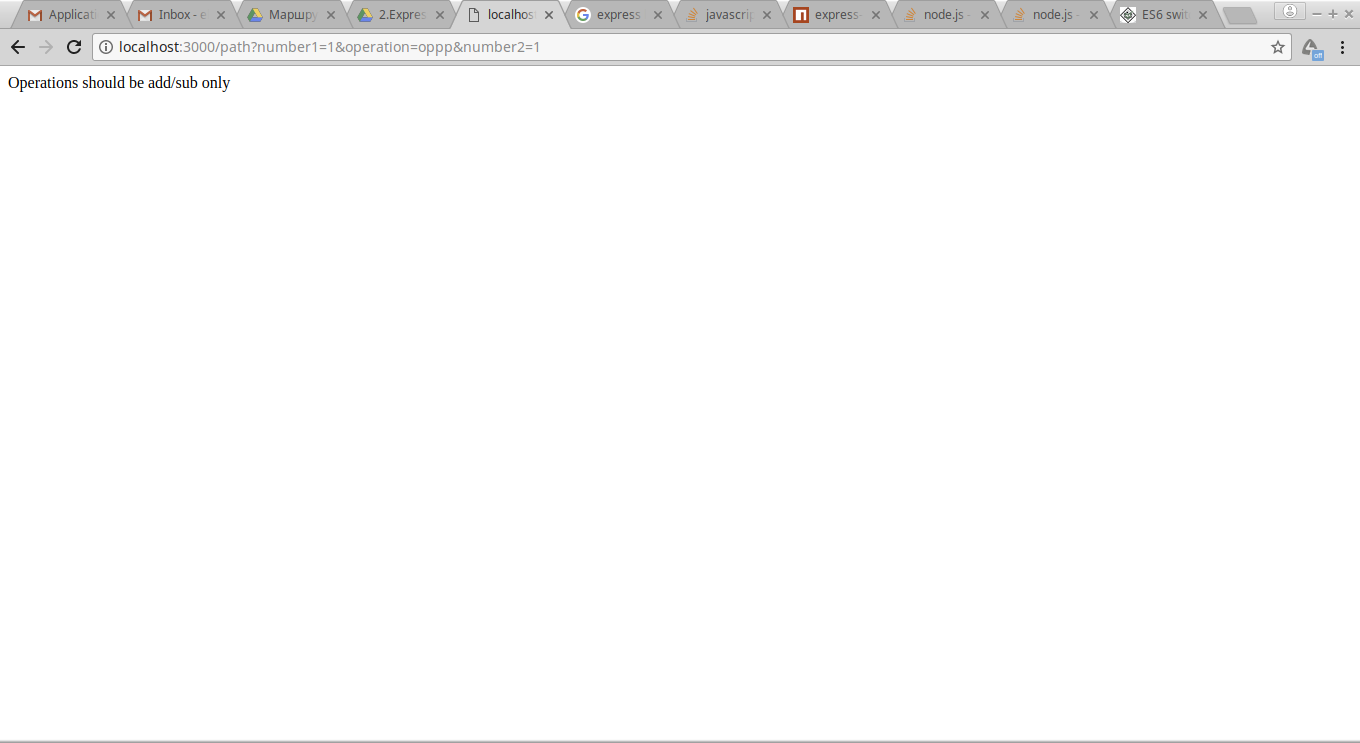 Applicati Inbox - e Маршру 2.Expres localhos express javascrip express- node.js - node.js - ES6 swit
localhost:3000/path?number1=1&operation=oppp&number2=1
off
Operations should be add/sub only